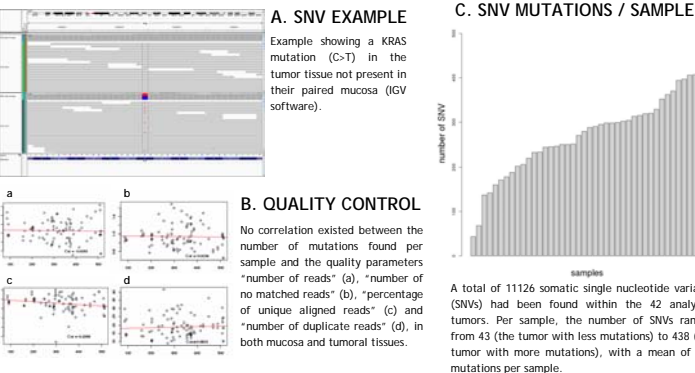 A. SNV EXAMPLE
Example showing a KRAS
mutation (C>T) in the
tumor tissue not present in
their paired mucosa (IGV
software).
a
b
c
d
B. QUALITY CONTROL
No correlation existed between the
number of mutations found per
sample and the quality parameters
"number of reads" (a), "number of
no matched reads" (b), "percentage
of unique aligned reads" (c) and
"number of duplicate reads" (d), in
both mucosa and tumoral tissues.
C. SNV MUTATIONS / SAMPLE
number of SNV
samples
A total of 11126 somatic single nucleotide varia
(SNVs) had been found within the 42 analy
tumors. Per sample, the number of SNVs ran
from 43 (the tumor with less mutations) to 438 (
tumor with more mutations), with a mean of
mutations per sample.